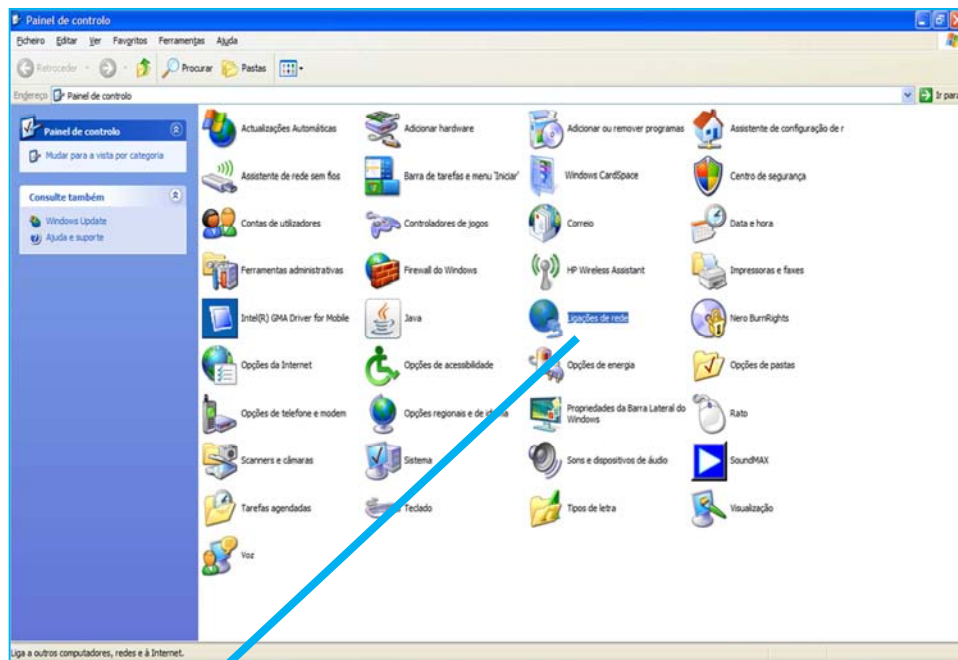 Painel de controlo
Ficheiro Editar Ver Favoritos Ferramentas Ajuda
Retroceder Procurar Pastas
Endereço Painel de controlo Ir para
Painel de controlo
Mudar para a vista por categoria
Consulte também
Windows Update
Ajuda e suporte
Actualizações Automáticas Adicionar hardware Adicionar ou remover programas Assistente de configuração de r
Assistente de rede sem fios Barra de tarefas e menu 'Iniciar' Windows CardSpace Centro de segurança
Contas de utilizadores Controladores de jogos Correio Data e hora
Ferramentas administrativas Firewall do Windows HP Wireless Assistant Impressoras e faxes
Intel(R) GMA Driver for Mobile Java Ligações de rede Nero BurnRights
Opções da Internet Opções de acessibilidade Opções de energia Opções de pastas
Opções de telefone e modem Opções regionais e de idioma Propriedades da Barra Lateral do Windows Rato
Scanners e câmaras Sistema Sons e dispositivos de áudio SoundMAX
Tarefas agendadas Teclado Tipos de letra Visualização
Voz
Liga a outros computadores, redes e à Internet.